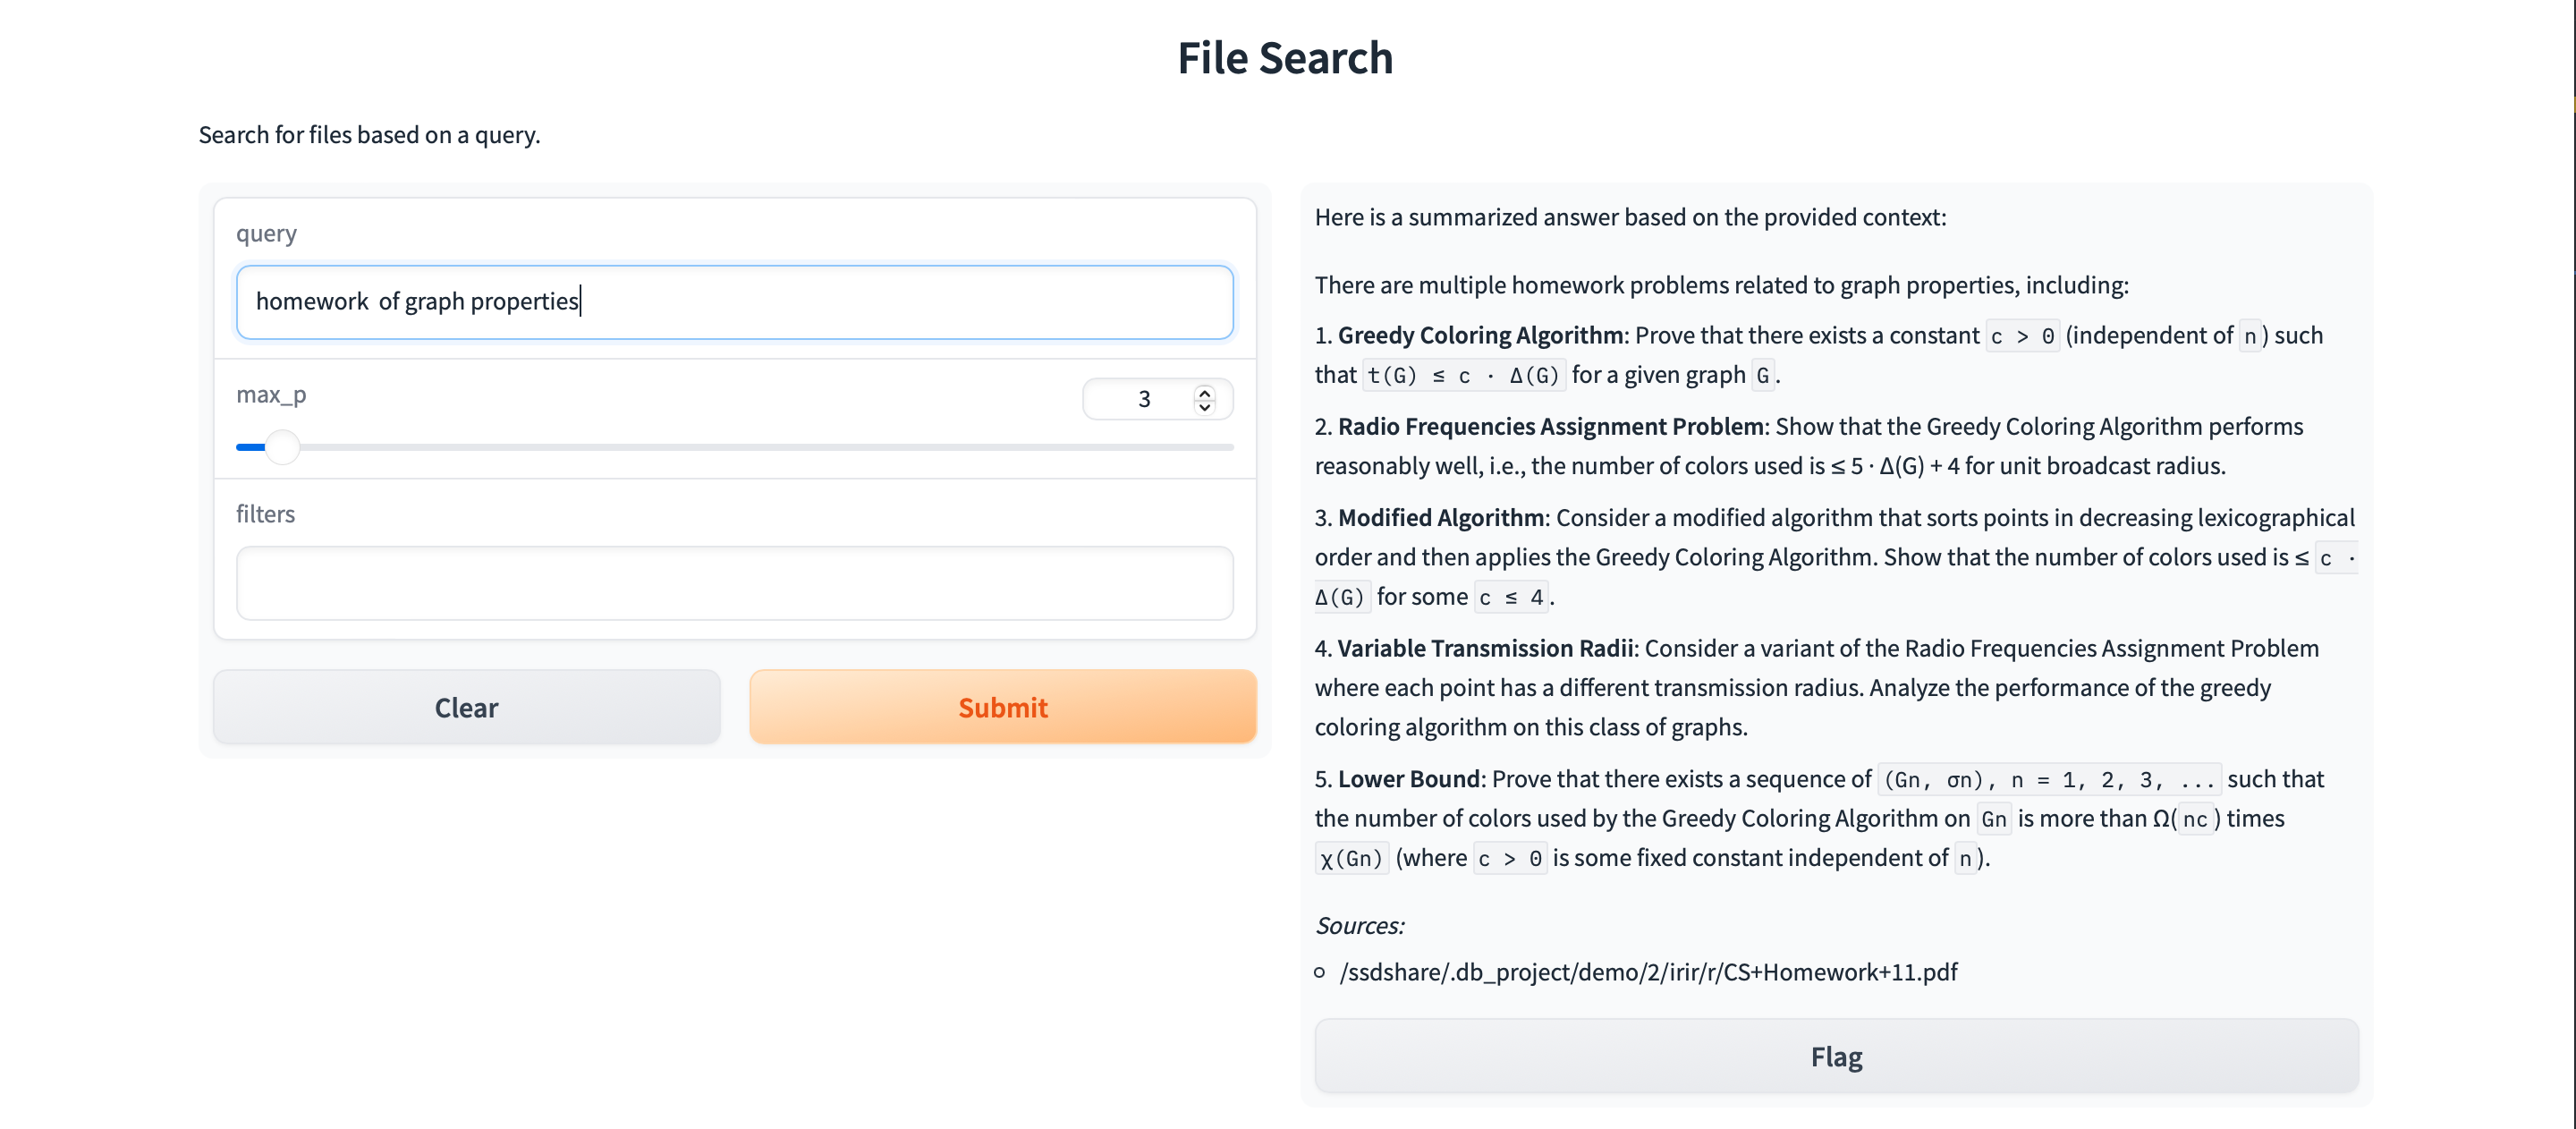 File Search
Search for files based on a query.
query
homework  of graph properties
max_p
3
filters
Clear
Submit
Here is a summarized answer based on the provided context:
There are multiple homework problems related to graph properties, including:
1. Greedy Coloring Algorithm: Prove that there exists a constant c > 0 (independent of n) such
that t(G) ≤ c · Δ(G) for a given graph G.
2. Radio Frequencies Assignment Problem: Show that the Greedy Coloring Algorithm performs
reasonably well, i.e., the number of colors used is ≤ 5 · Δ(G) + 4 for unit broadcast radius.
3. Modified Algorithm: Consider a modified algorithm that sorts points in decreasing lexicographical
order and then applies the Greedy Coloring Algorithm. Show that the number of colors used is ≤ c ·
Δ(G) for some c ≤ 4.
4. Variable Transmission Radii: Consider a variant of the Radio Frequencies Assignment Problem
where each point has a different transmission radius. Analyze the performance of the greedy
coloring algorithm on this class of graphs.
5. Lower Bound: Prove that there exists a sequence of (Gn, σn), n = 1, 2, 3, ... such that
the number of colors used by the Greedy Coloring Algorithm on Gn is more than Ω(nc) times
χ(Gn) (where c > 0 is some fixed constant independent of n).
Sources:
/ssdshare/.db_project/demo/2/irir/r/CS+Homework+11.pdf
Flag